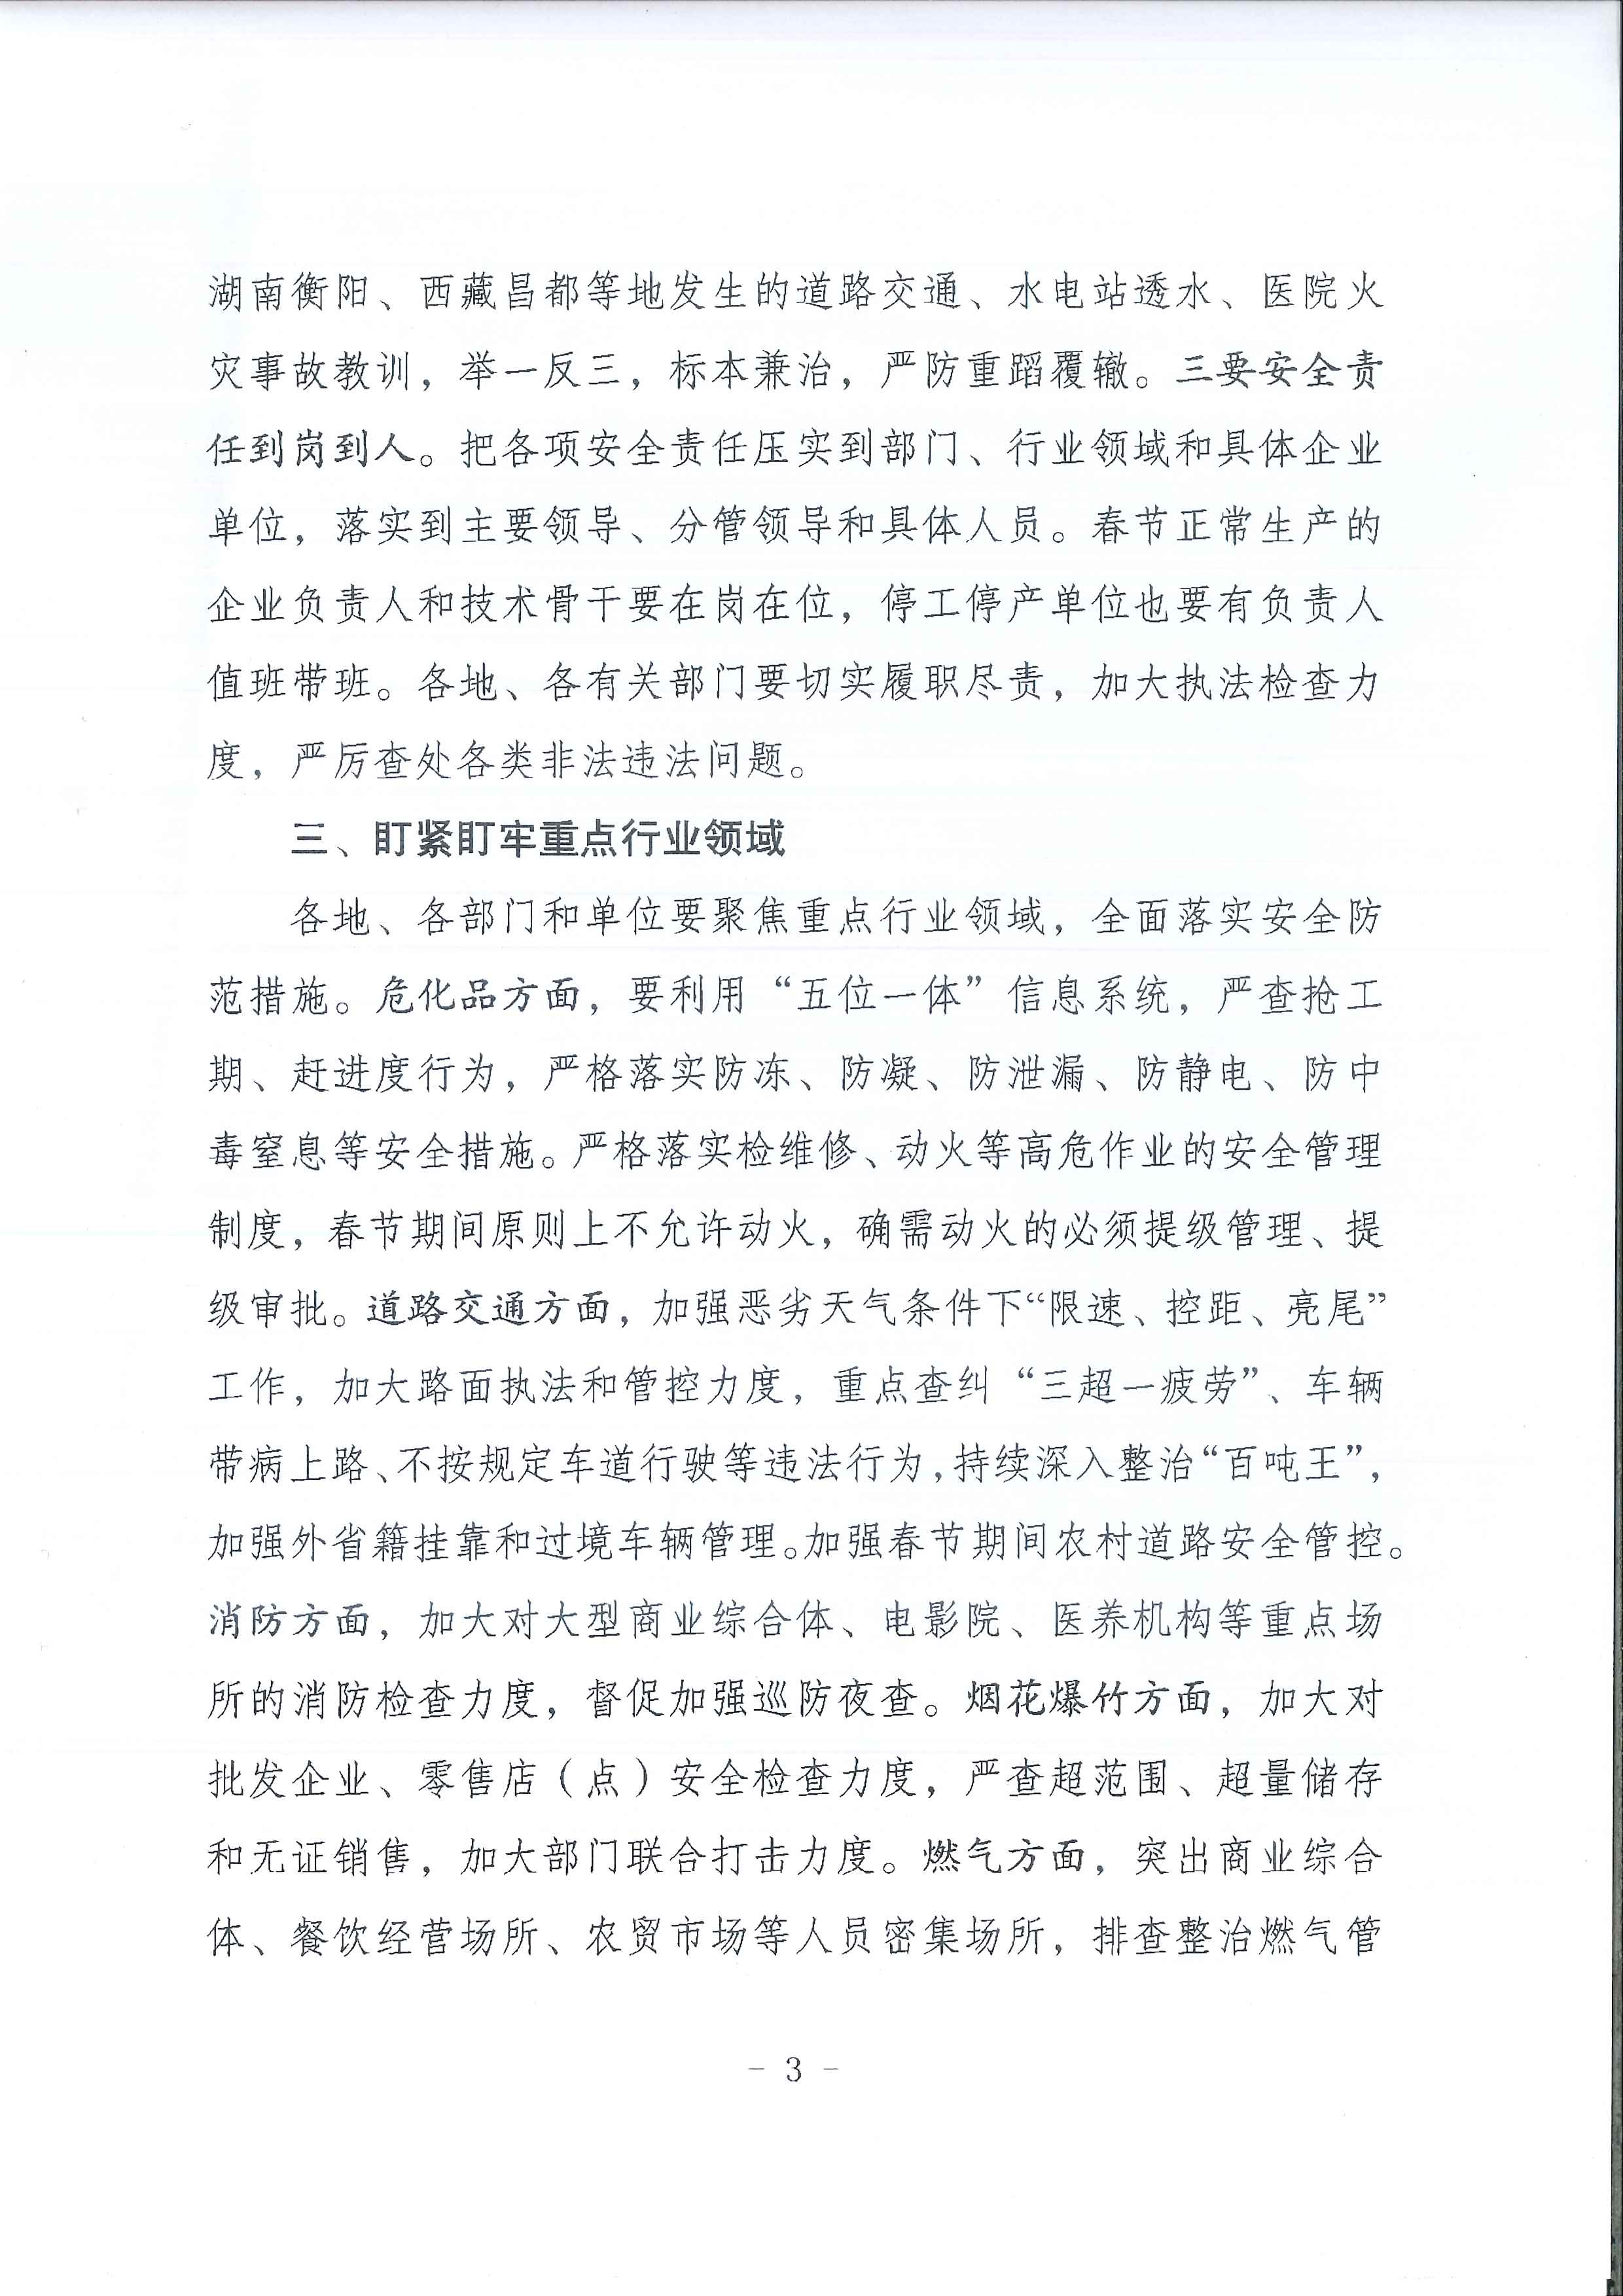 湖南衡阳、西藏昌都等地发生的道路交通、水电站透水、医院火
灾事故教训，举一反三，标本兼治，严防重蹈覆辙。三要安全责
任到岗到人。把各项安全责任压实到部门、行业领域和具体企业
单位，落实到主要领导、分管领导和具体人员。春节正常生产的
企业负责人和技术骨干要在岗在位，停工停产单位也要有负责人
值班带班。各地、各有关部门要切实履职尽责，加大执法检查力
度，严厉查处各类非法违法问题。
三、盯紧盯牢重点行业领域
各地、各部门和单位要聚焦重点行业领域，全面落实安全防
范措施。危化品方面，要利用“五位一体”信息系统，严查抢工
期、赶进度行为，严格落实防冻、防凝、防泄漏、防静电、防中
毒窒息等安全措施。严格落实检维修、动火等高危作业的安全管理
制度，春节期间原则上不允许动火，确需动火的必须提级管理、提
级审批。道路交通方面，加强恶劣天气条件下“限速、控距、亮尾”
工作，加大路面执法和管控力度，重点查纠“三超一疲劳”、车辆
带病上路、不按规定车道行驶等违法行为，持续深入整治“百吨王”，
加强外省籍挂靠和过境车辆管理。加强春节期间农村道路安全管控。
消防方面，加大对大型商业综合体、电影院、医养机构等重点场
所的消防检查力度，督促加强巡防夜查。烟花爆竹方面，加大对
批发企业、零售店（点）安全检查力度，严查超范围、超量储存
和无证销售，加大部门联合打击力度。燃气方面，突出商业综合
体、餐饮经营场所、农贸市场等人员密集场所，排查整治燃气管
- 3 -